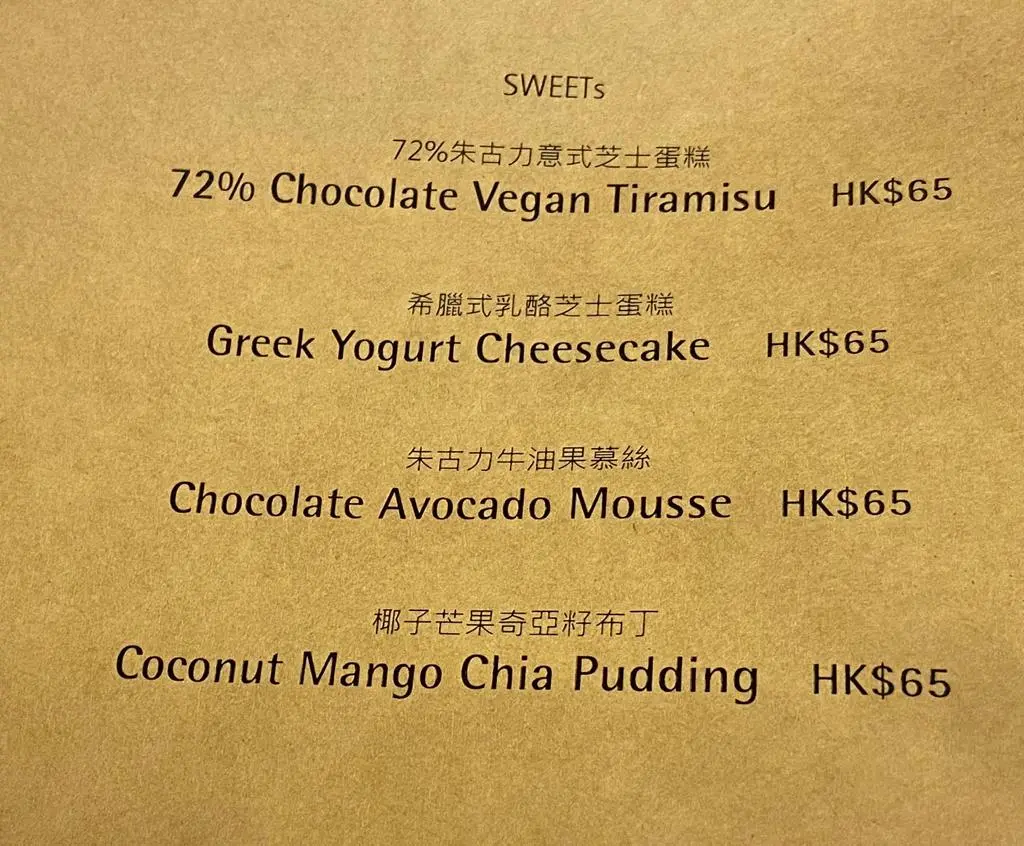 SWEETs
72%朱古力意式芝士蛋糕
72% Chocolate Vegan Tiramisu HK$65
希臘式乳酪芝士蛋糕
Greek Yogurt Cheesecake HK$65
朱古力牛油果慕絲
Chocolate Avocado Mousse HK$65
椰子芒果奇亞籽布丁
Coconut Mango Chia Pudding HK$65